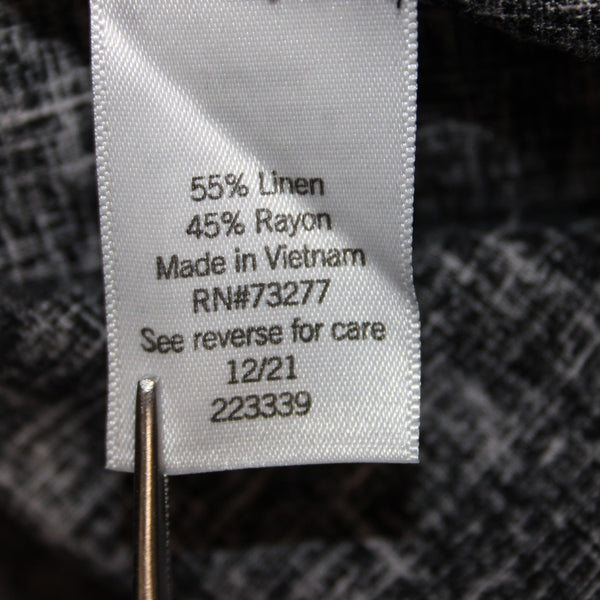 55% Linen
45% Rayon
Made in Vietnam
RN#73277
See reverse for care
12/21
223339